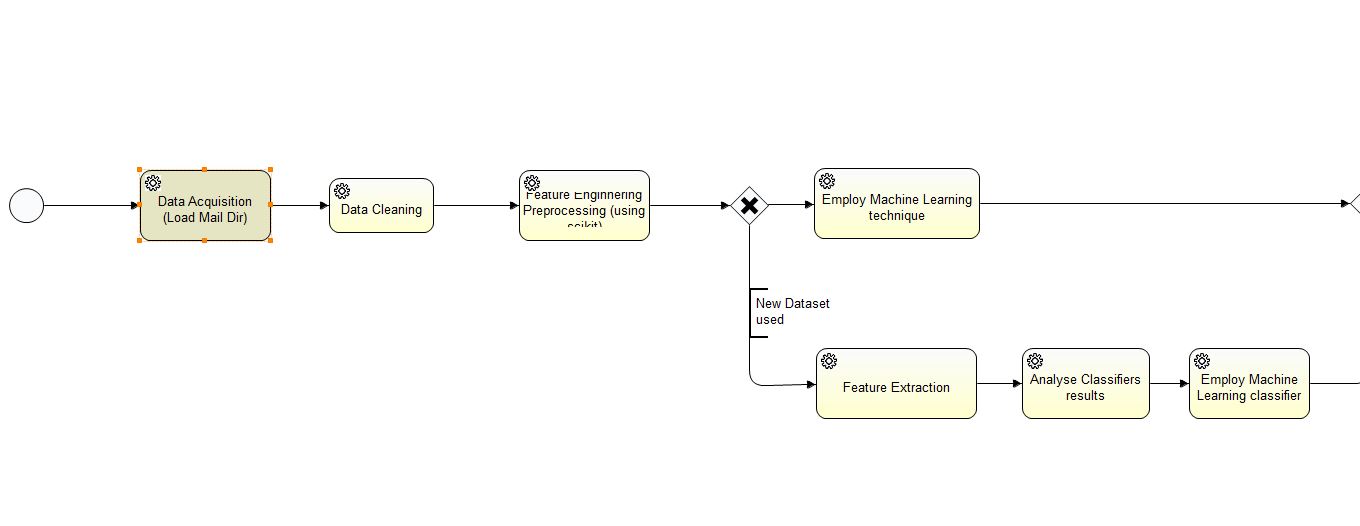 Data Acquisition
(Load Mail Dir)
Data Cleaning
Feature Enginnering
Preprocessing (using
scikit)
Employ Machine Learning
technique
New Dataset
used
Feature Extraction
Analyse Classifiers
results
Employ Machine
Learning classifier